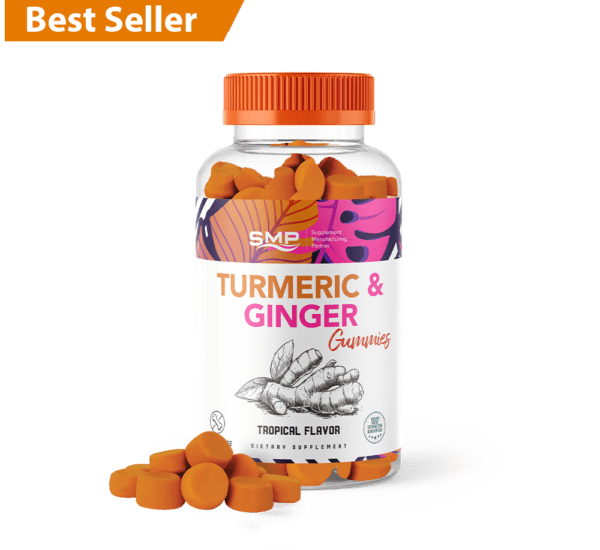 Best Seller
SMP
Supplement
Manufacturing
Partner
TURMERIC &
GINGER
Gummies
TROPICAL FLAVOR
DIETARY SUPPLEMENT